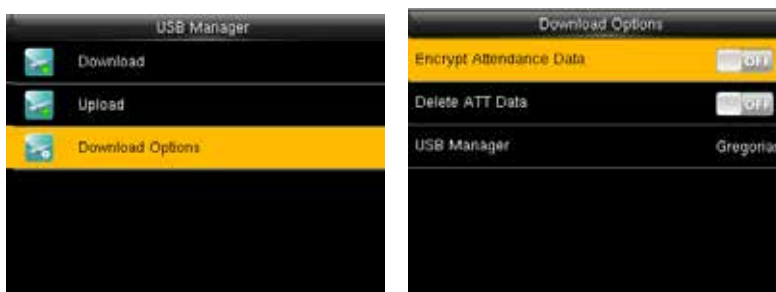 USB Manager
Download
Upload
Download Options
Download Options
Encrypt Attendance Data OFF
Delete ATT Data OFF
USB Manager Gregorian